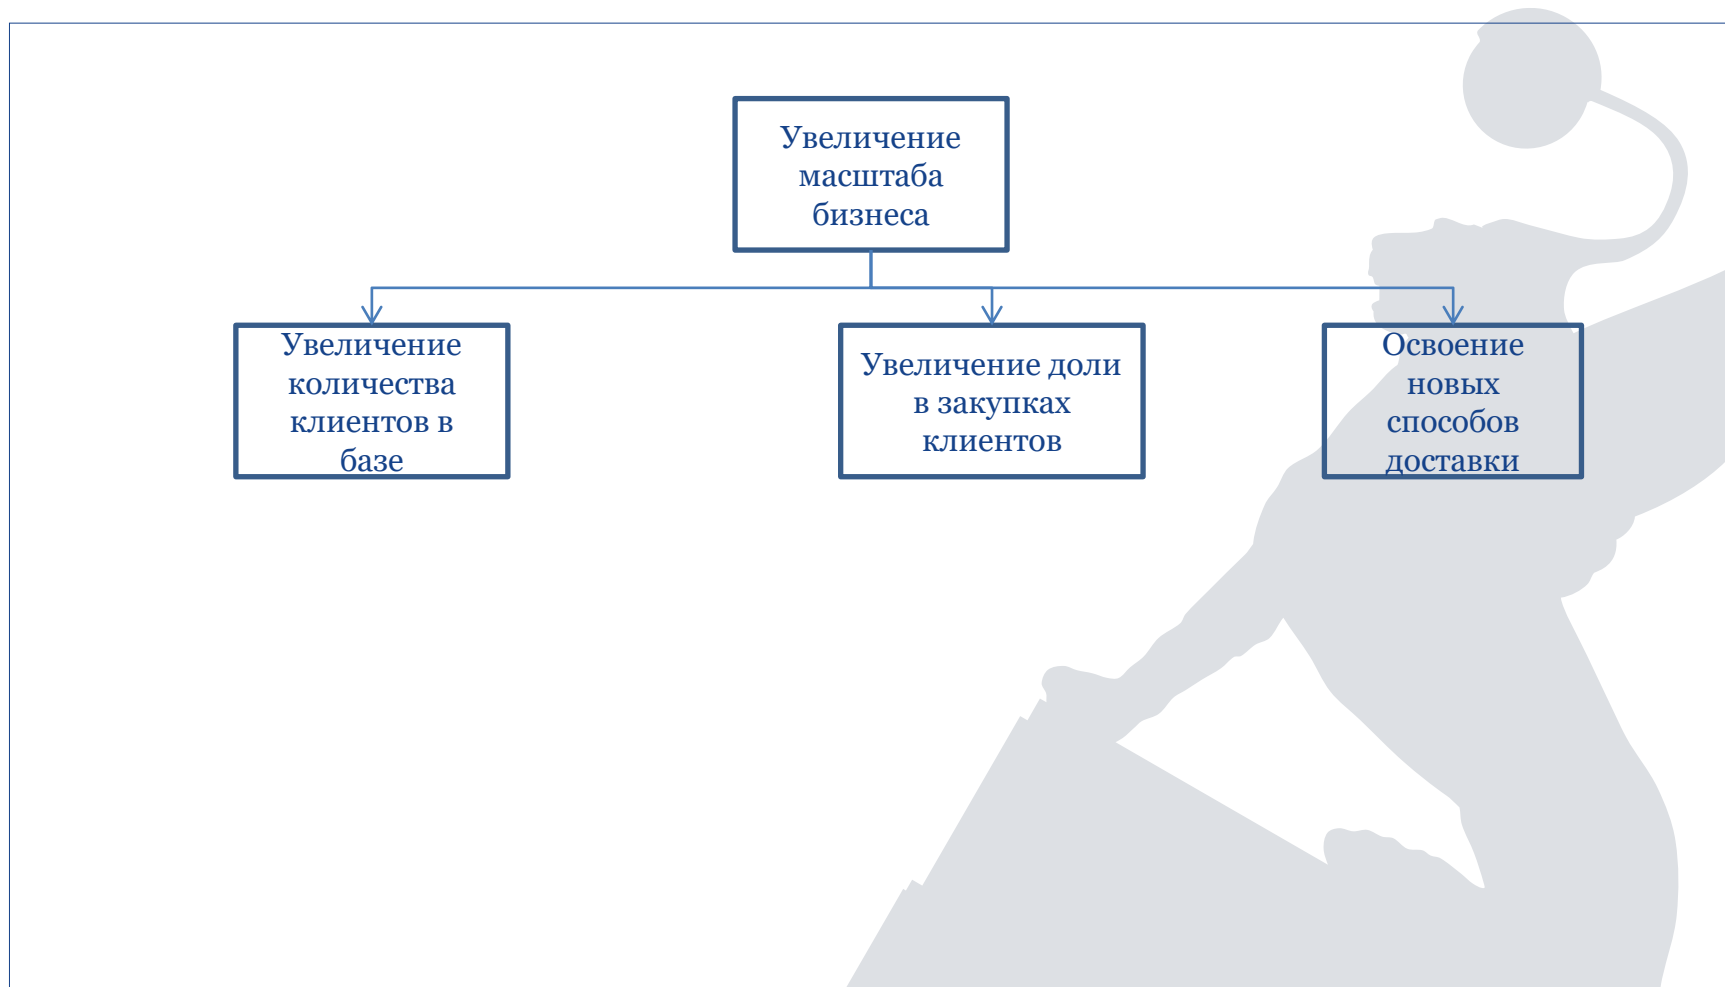 Увеличение
масштаба
бизнеса
Увеличение
количества
клиентов в
базе
Увеличение доли
в закупках
клиентов
Освоение
новых
способов
доставки